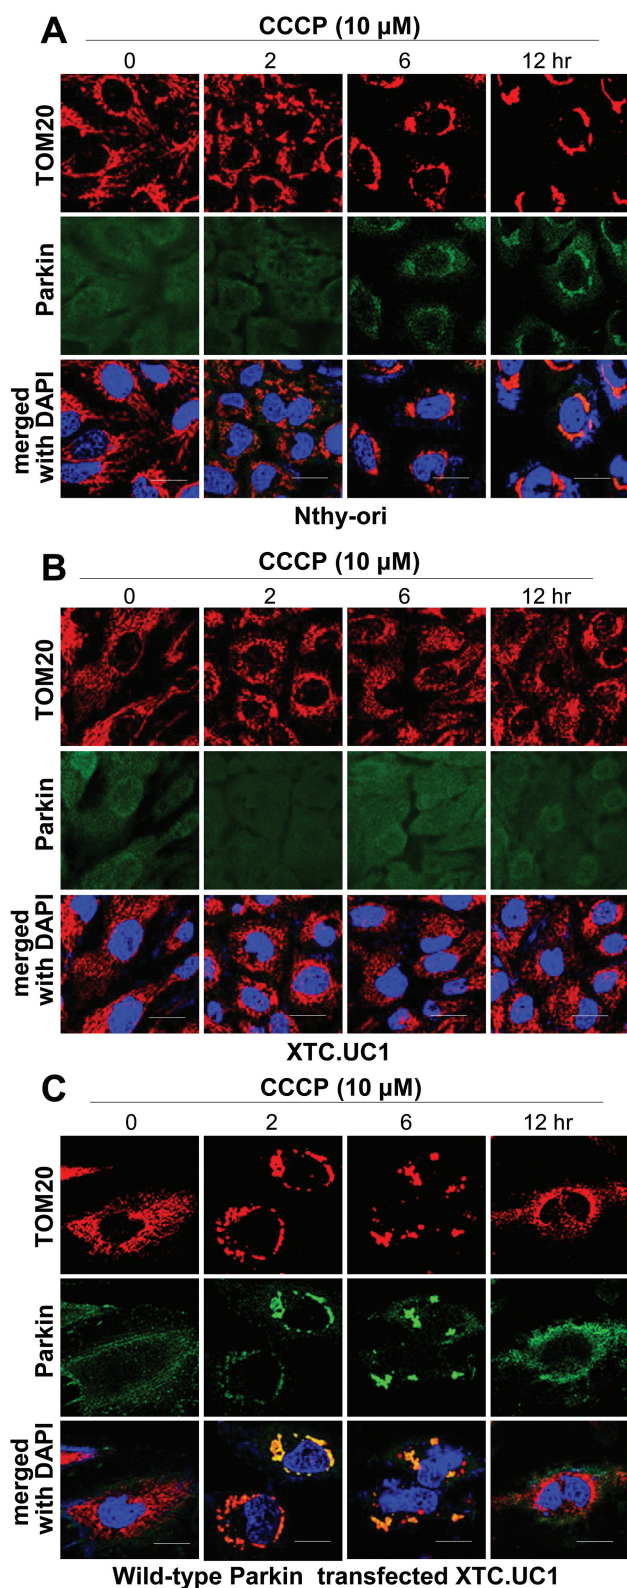 A
CCCP (10 µM)
0 2 6 12 hr
TOM20
Parkin
merged
with DAPI
Nthy-ori
B
CCCP (10 µM)
0 2 6 12 hr
TOM20
Parkin
merged
with DAPI
XTC.UC1
C
CCCP (10 µM)
0 2 6 12 hr
TOM20
Parkin
merged
with DAPI
Wild-type Parkin transfected XTC.UC1